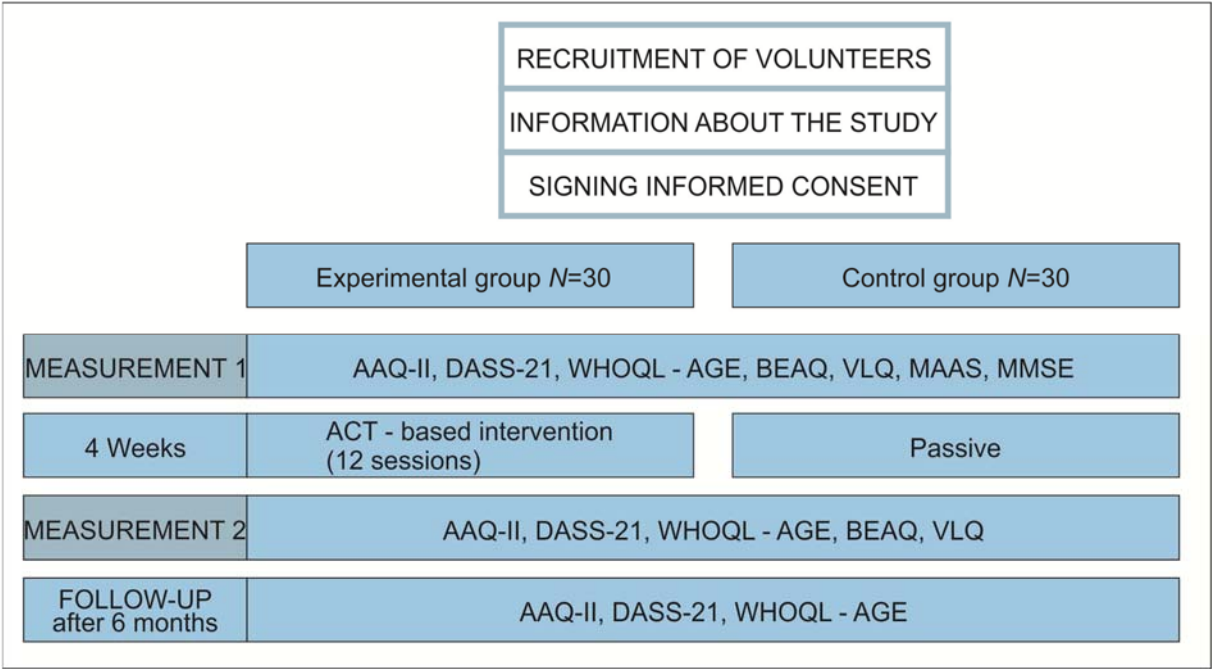 RECRUITMENT OF VOLUNTEERS
INFORMATION ABOUT THE STUDY
SIGNING INFORMED CONSENT
Experimental group N=30
Control group N=30
MEASUREMENT 1
AAQ-II, DASS-21, WHOQL - AGE, BEAQ, VLQ, MAAS, MMSE
4 Weeks
ACT - based intervention
(12 sessions)
Passive
MEASUREMENT 2
AAQ-II, DASS-21, WHOQL - AGE, BEAQ, VLQ
FOLLOW-UP
after 6 months
AAQ-II, DASS-21, WHOQL - AGE